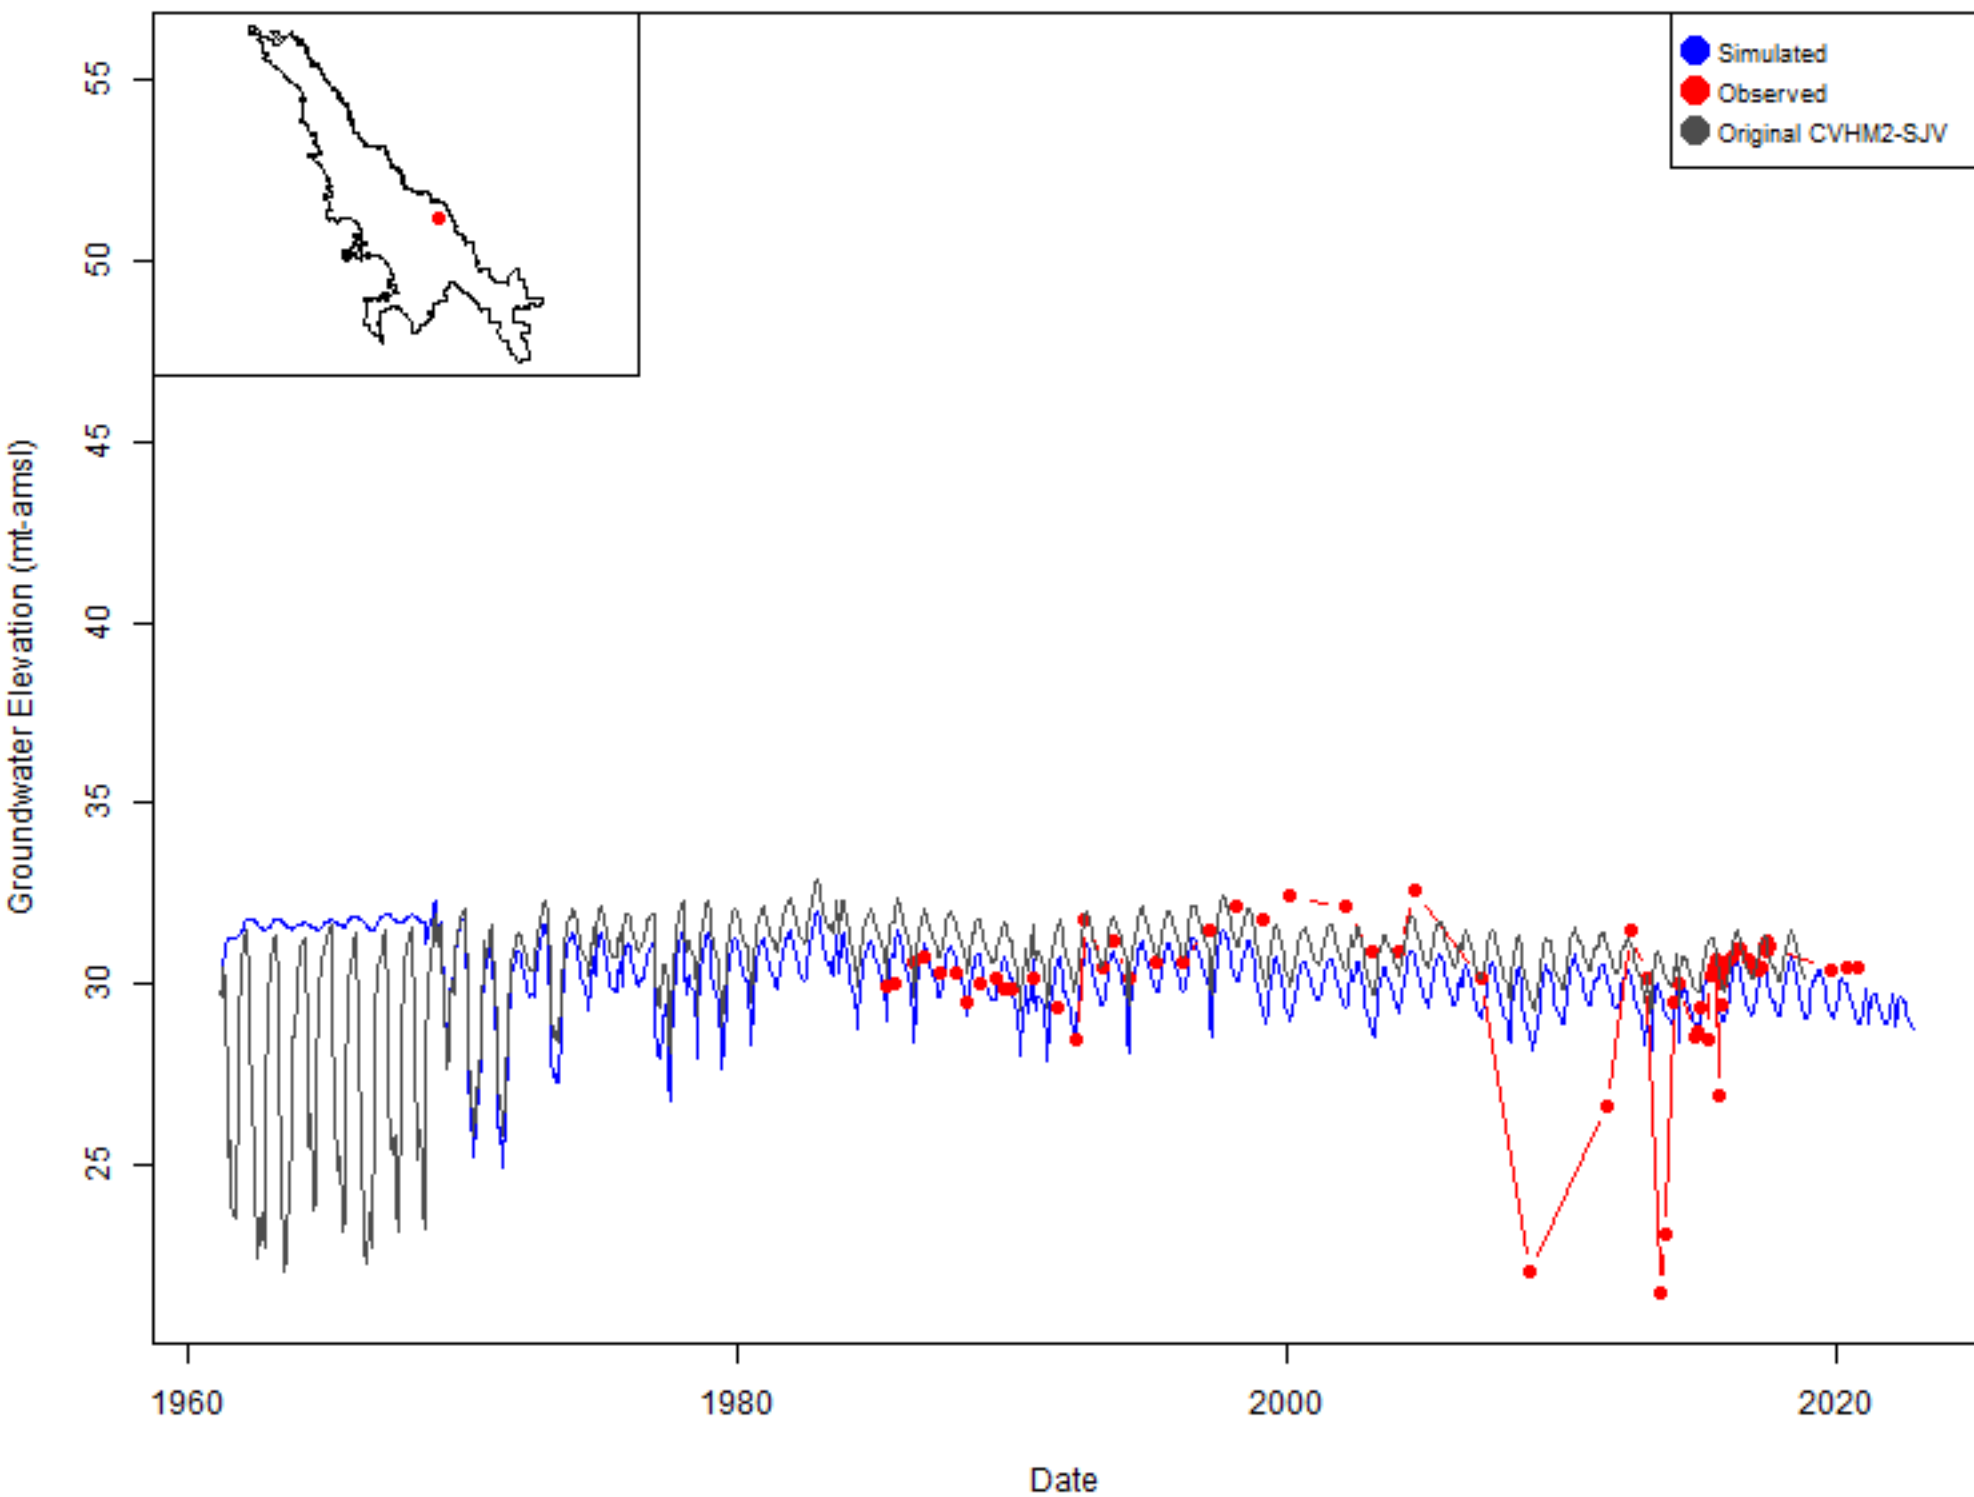 Simulated
Observed
Original CVHM2-SJV
Groundwater Elevation (mt-amsl)
55
50
45
40
35
30
25
1960 1980 2000 2020
Date